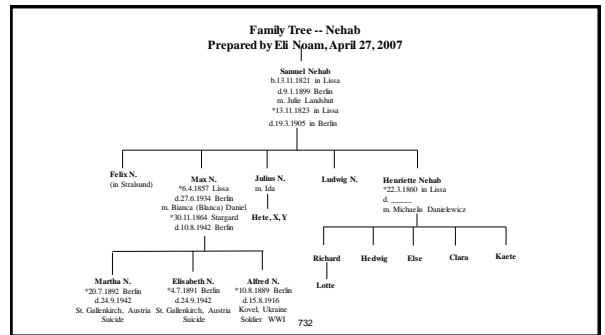 Family Tree -- Nehab
Prepared by Eli Noam, April 27, 2007
Samuel Nehab
b.13.11.1821 in Lissa
d.9.1.1899 Berlin
m. Julie Landshut
*13.11.1823 in Lissa
d.19.3.1905 in Berlin
Felix N.
(in Stralsund)
Max N.
*6.4.1857 Lissa
d.27.6.1934 Berlin
m. Bianca (Blanca) Daniel
*30.11.1864 Stargard
d.10.8.1942 Berlin
Julius N.
m. Ida
Hete, X, Y
Ludwig N.
Henriette Nehab
*22.3.1860 in Lissa
d. _____
m. Michaelis Danielewicz
Martha N.
*20.7.1892 Berlin
d.24.9.1942
St. Gallenkirch, Austria
Suicide
Elisabeth N.
*4.7.1891 Berlin
d.24.9.1942
St. Gallenkirch, Austria
Suicide
Alfred N.
*10.8.1889 Berlin
d.15.8.1916
Kovel, Ukraine
Soldier WWI
Richard
Lotte
Hedwig
Else
Clara
Kaete
732